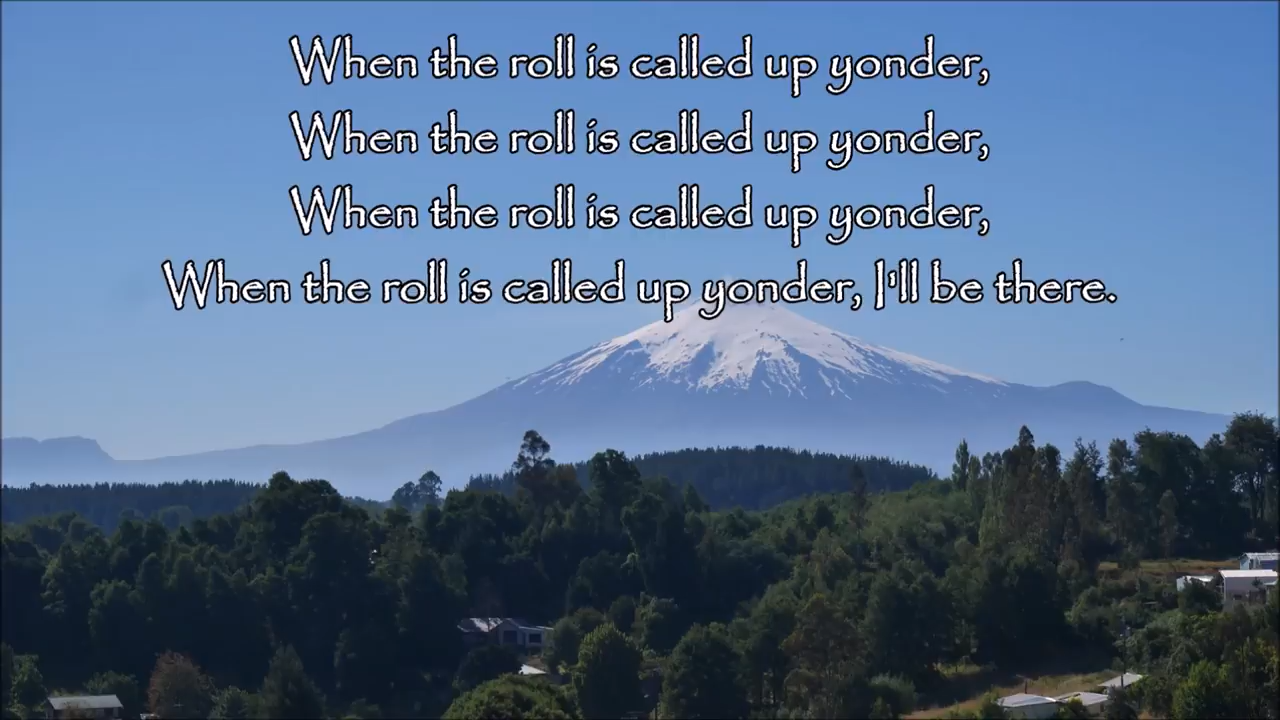 When the roll is called up yonder,
When the roll is called up yonder,
When the roll is called up yonder,
When the roll is called up yonder, I'll be there.